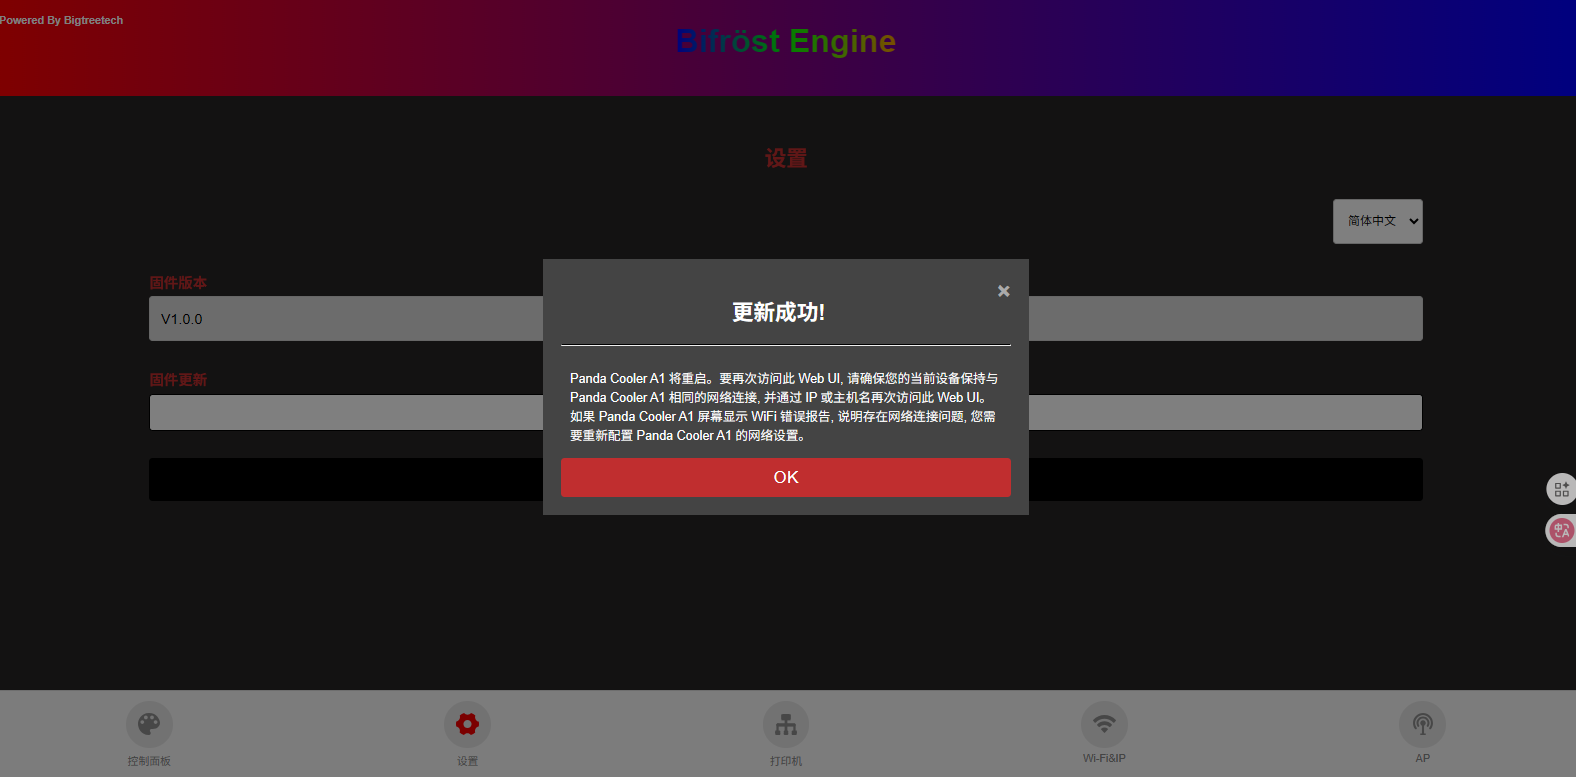 Powered By Bigtreetech
Bifröst Engine
设置
简体中文
固件版本
V1.0.0
固件更新
×
更新成功!
Panda Cooler A1 将重启。要再次访问此 Web UI, 请确保您的当前设备保持与
Panda Cooler A1 相同的网络连接, 并通过 IP 或主机名再次访问此 Web UI。
如果 Panda Cooler A1 屏幕显示 WiFi 错误报告, 说明存在网络连接问题, 您需
要重新配置 Panda Cooler A1 的网络设置。
OK
中A
控制面板
设置
打印机
Wi-Fi&IP
AP